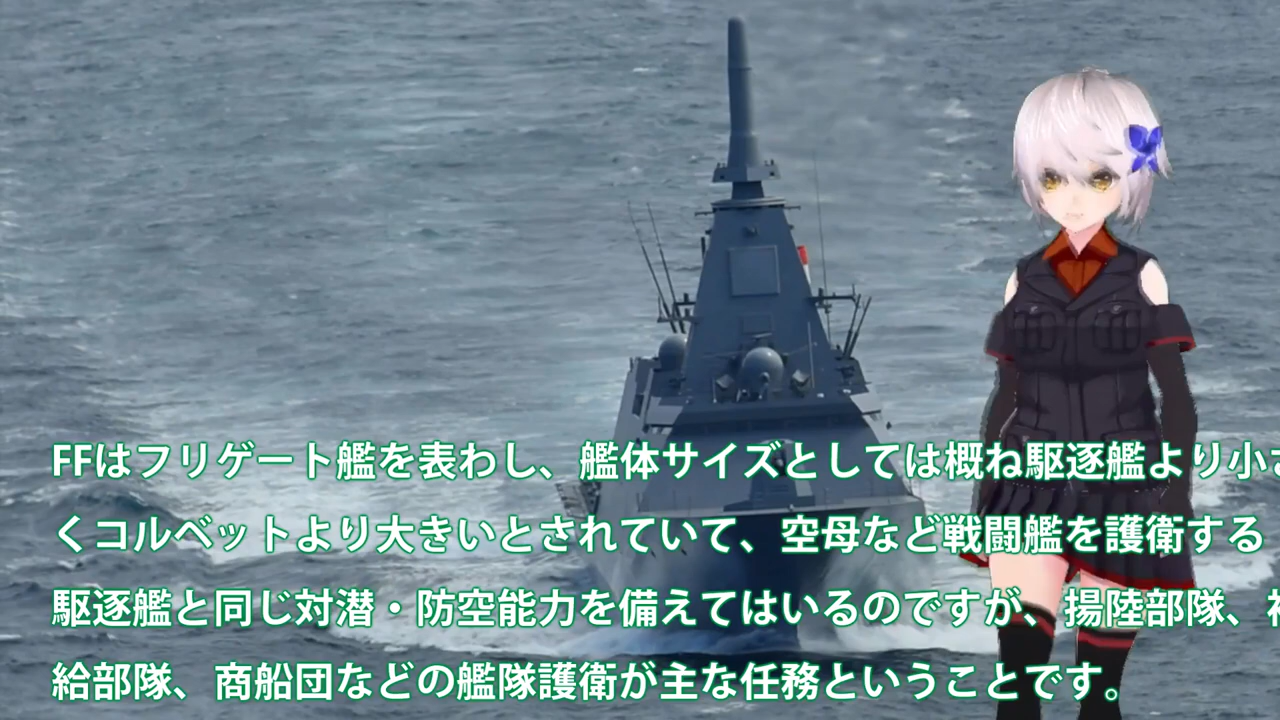 FFはフリゲート艦を表わし、艦体サイズとしては概ね駆逐艦より小さ
くコルベットより大きいとされていて、空母など戦闘艦を護衛する
駆逐艦と同じ対潜・防空能力を備えてはいるのですが、揚陸部隊、補
給部隊、商船団などの艦隊護衛が主な任務ということです。